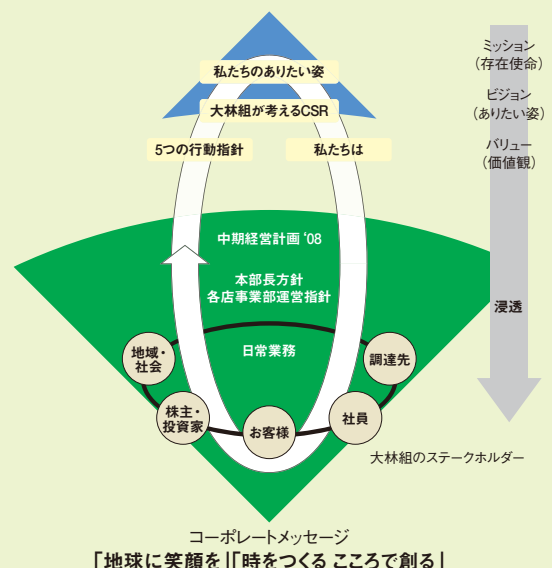 私たちのありたい姿
大林組が考えるCSR
5つの行動指針
私たちは
ミッション
（存在使命）
ビジョン
（ありたい姿）
バリュー
（価値観）
中期経営計画 '08
本部長方針
各店事業部運営指針
浸透
日常業務
地域・
社会
調達先
株主・
投資家
お客様
社員
大林組のステークホルダー
コーポレートメッセージ
「地球に笑顔を」「時をつくる こころで創る」